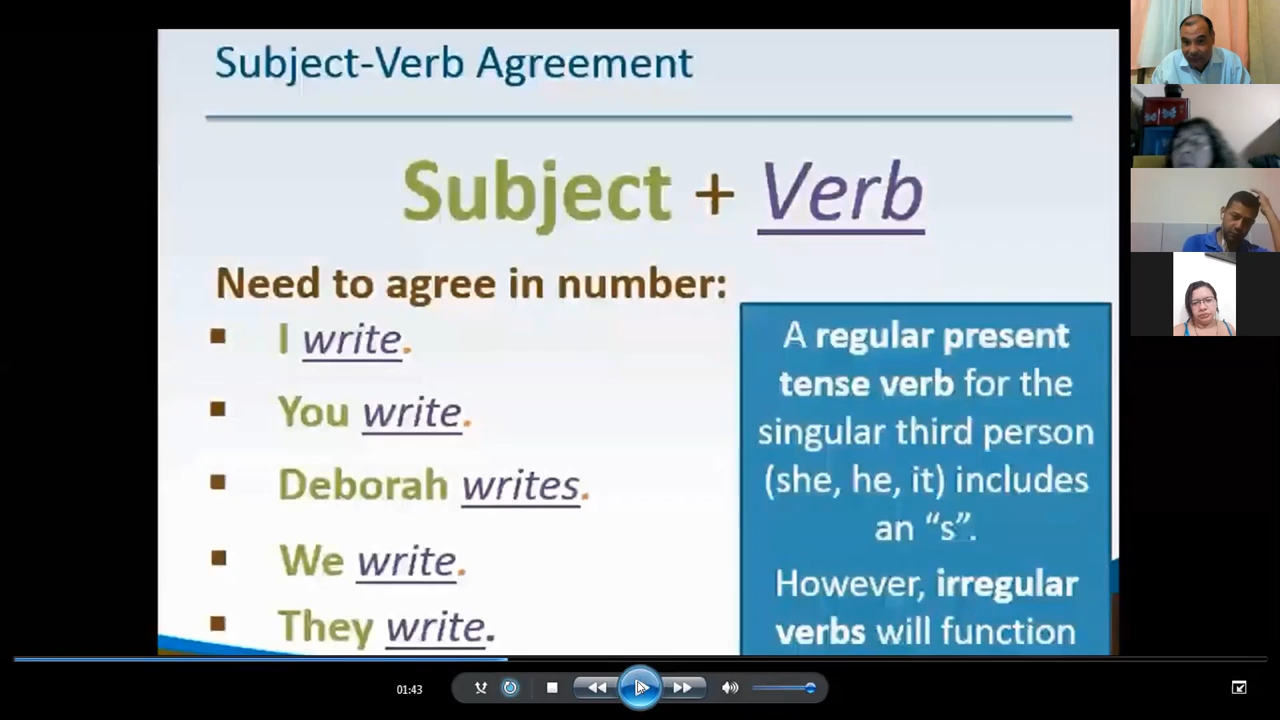 Subject-Verb Agreement
Subject + Verb
Need to agree in number:
I write.
You write.
Deborah writes.
We write.
They write.
A regular present
tense verb for the
singular third person
(she, he, it) includes
an “s”.
However, irregular
verbs will function
01:43